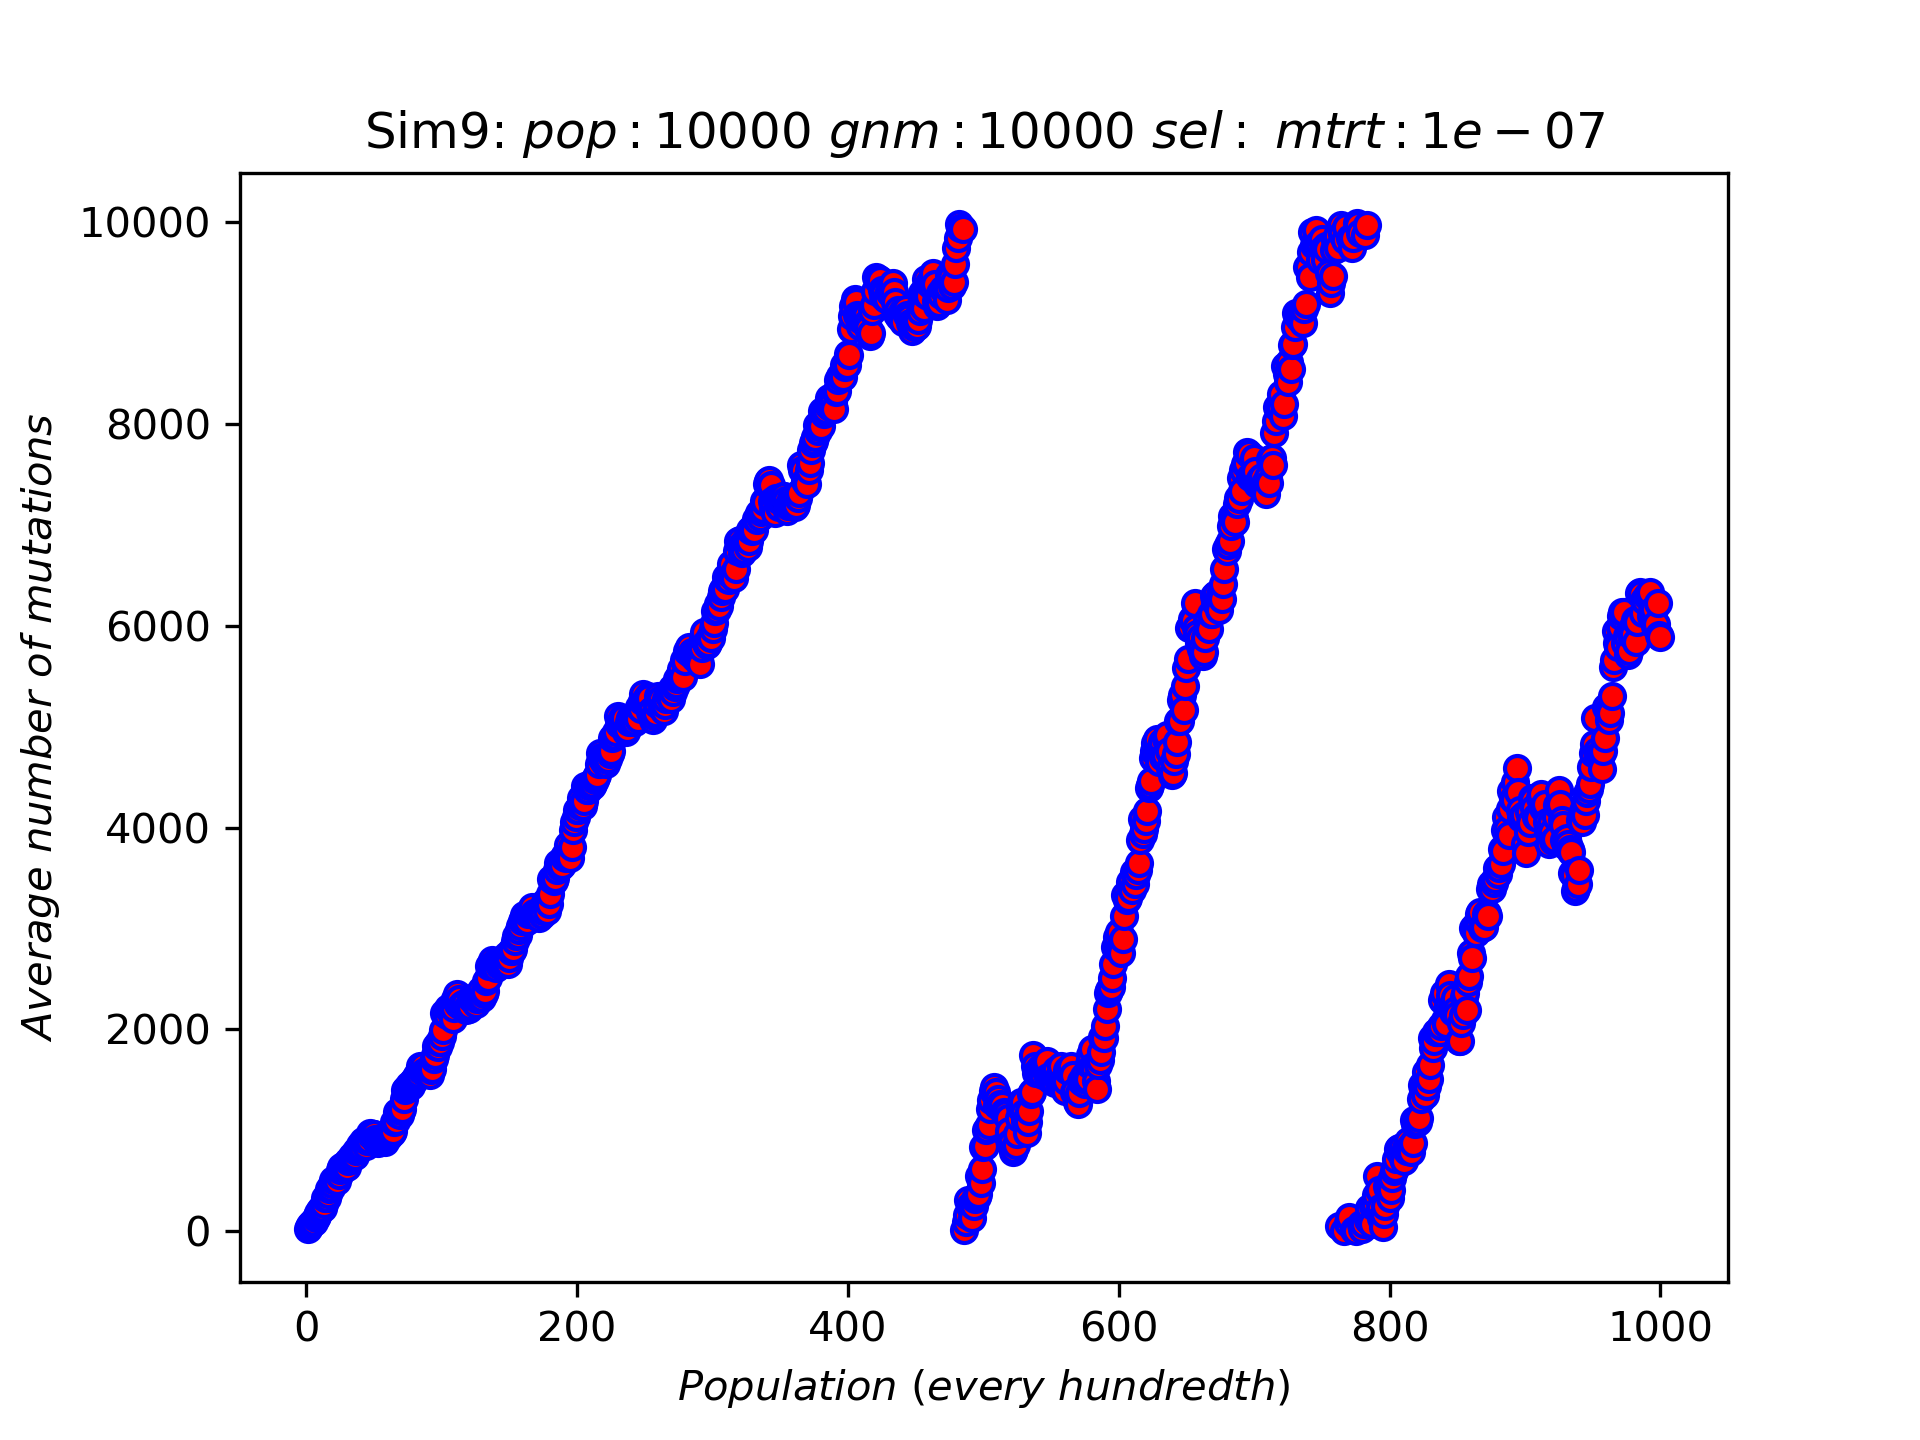 Sim9: pop : 10000 gnm : 10000 sel : mtrt : 1e − 07
10000
8000
6000
4000
2000
0
Average number of mutations
0 200 400 600 800 1000
Population (every hundredth)